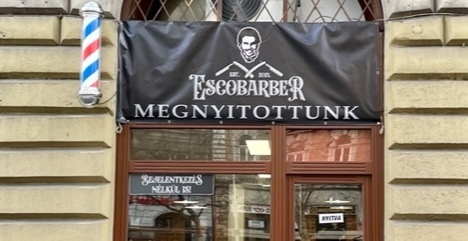 EST. 2021.
ESCOBARBER
MEGNYITOTTUNK
BEJELENTKEZÉS
NÉLKÜL IS!
NYITVA